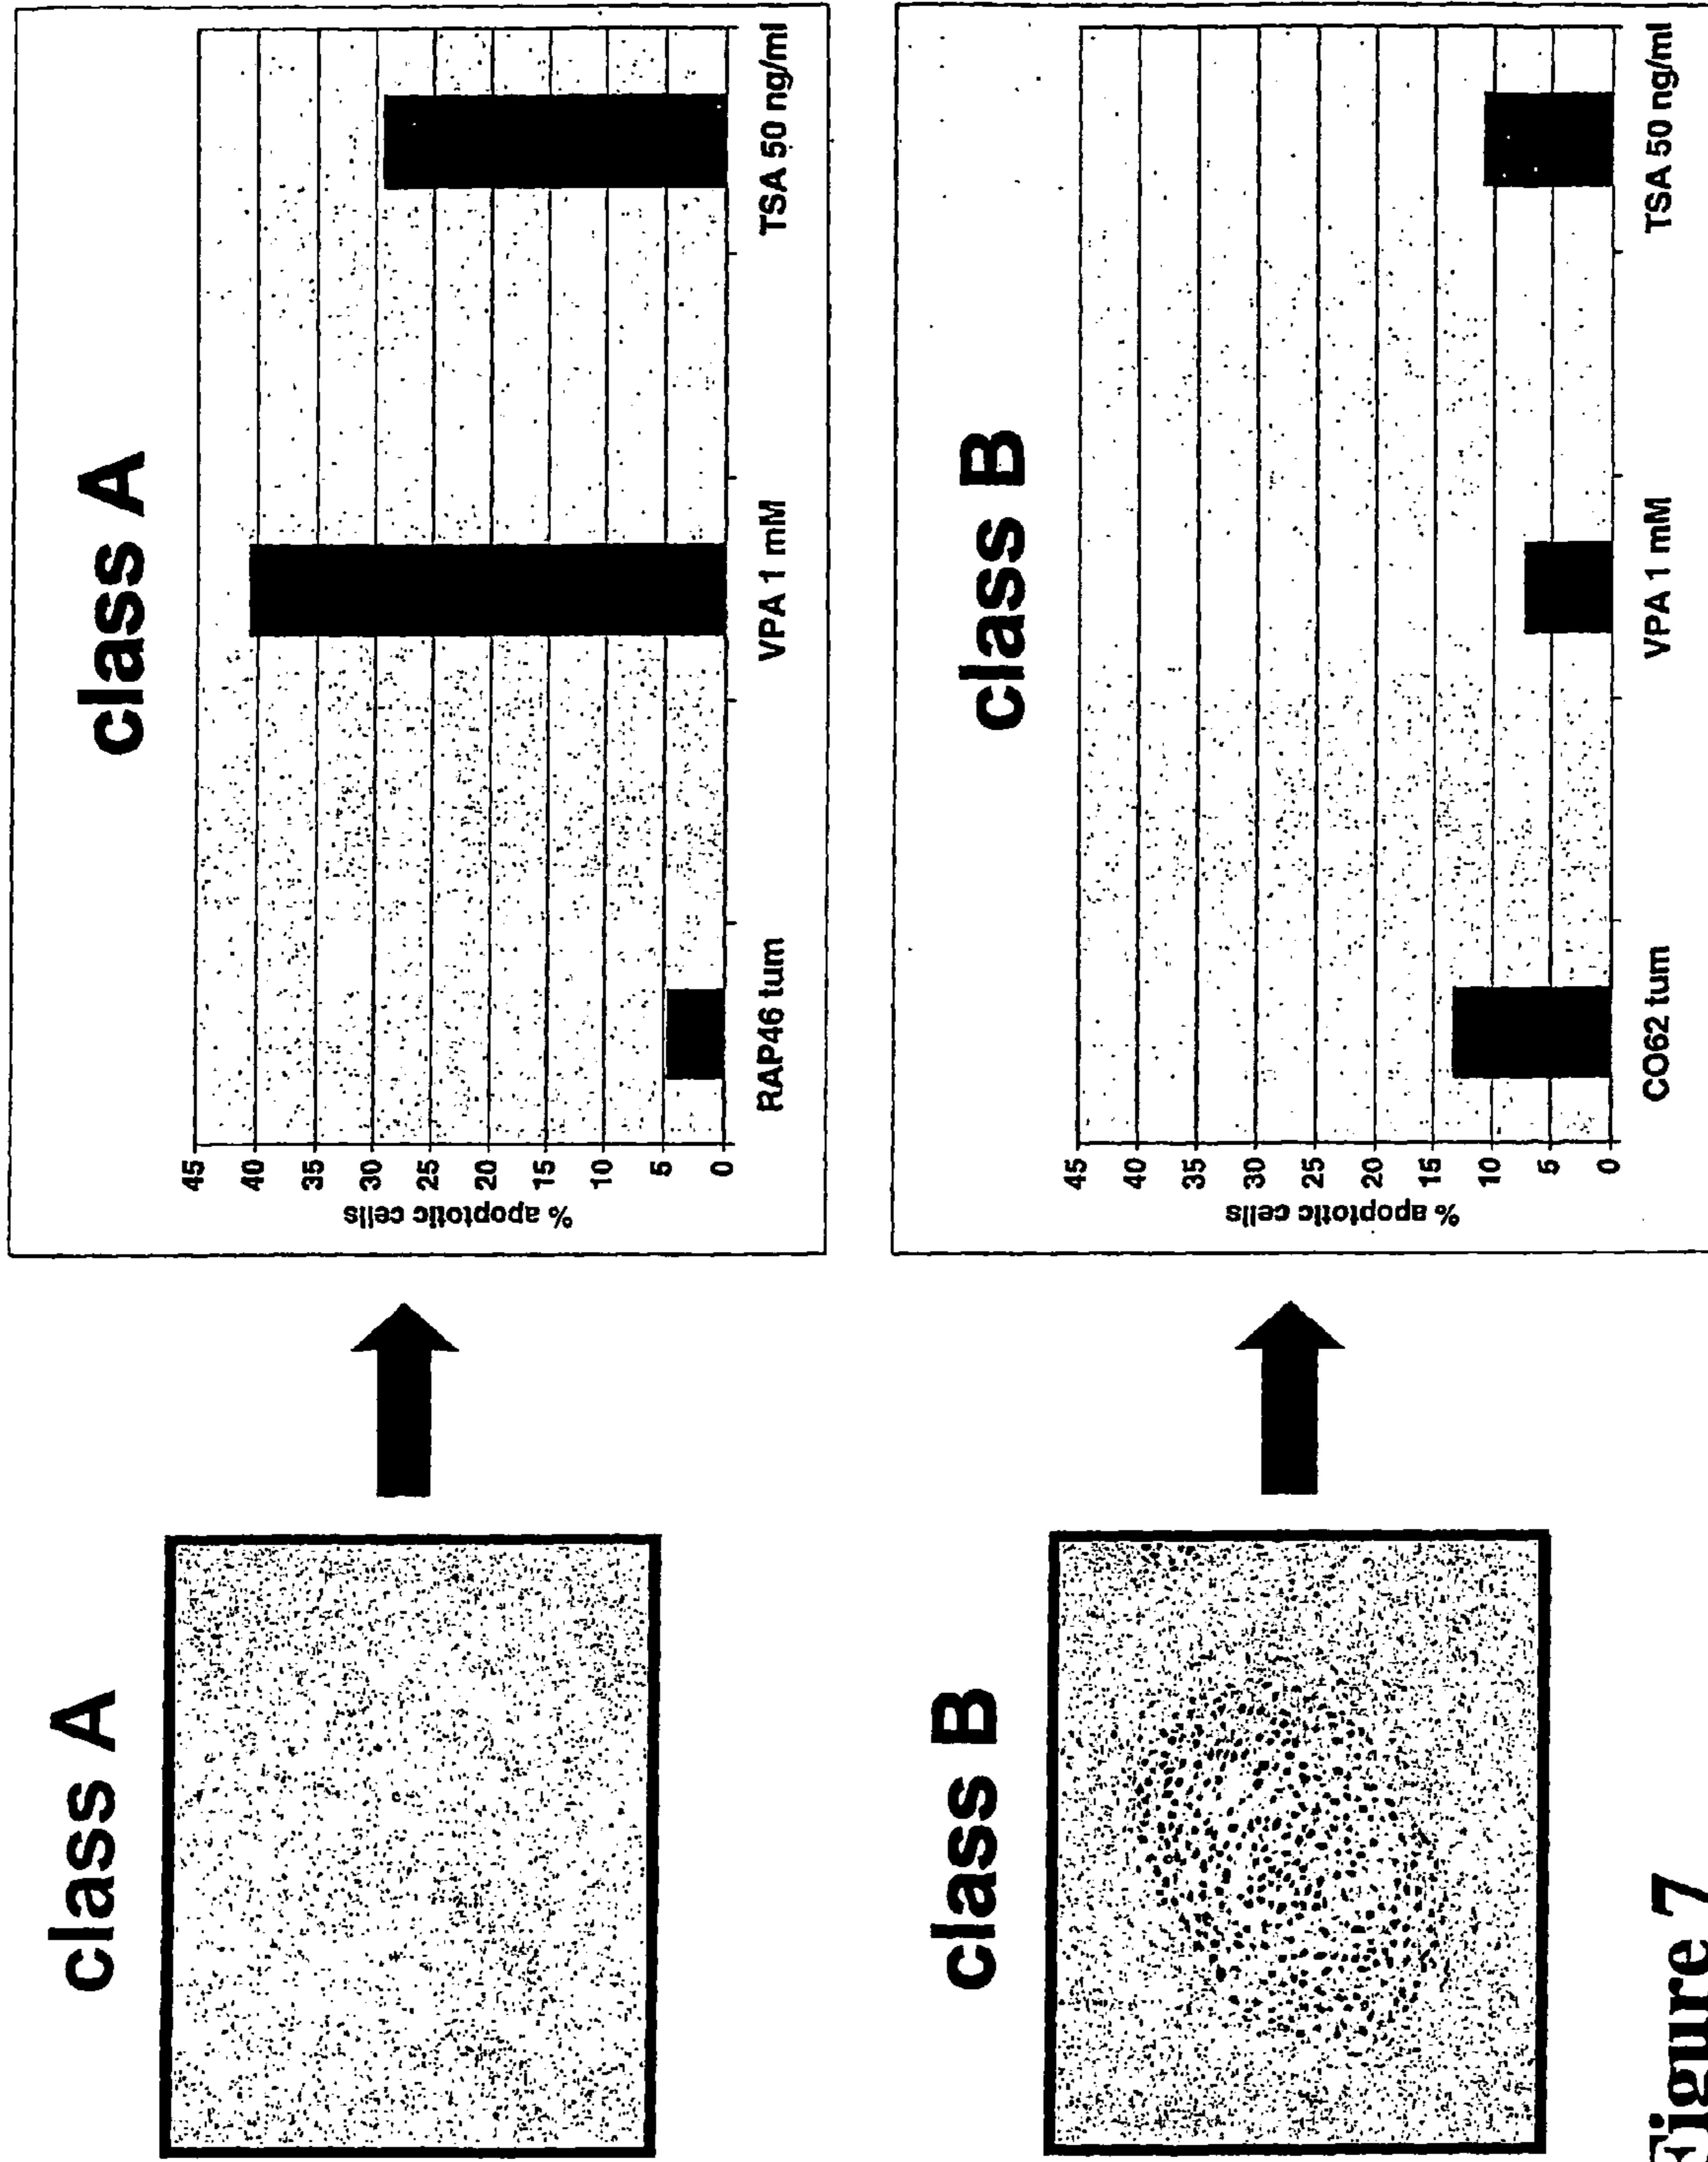 class A
class A
% apoptotic cells
45
40
35
30
25
20
15
10
5
0
RAP46 tum
VPA 1 mM
TSA 50 ng/ml
class B
class B
% apoptotic cells
45
40
35
30
25
20
15
10
5
0
CO62 tum
VPA 1 mM
TSA 50 ng/ml
Figure 7